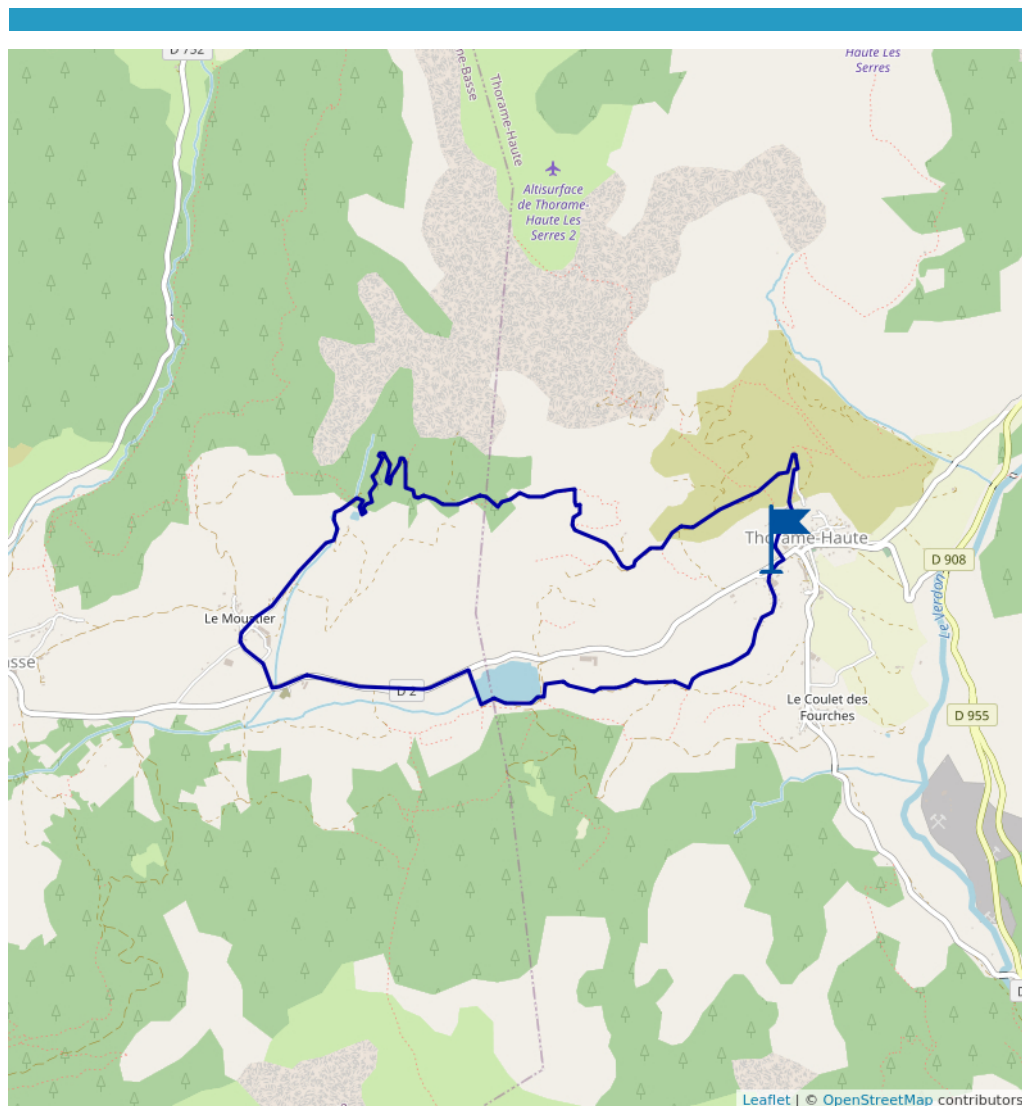 D 752
ne-Basse
Thorame-Haute
Haute Les
Serres
Altisurface
de Thorame-
Haute Les
Serres 2
Thorame-Haute
D 908
Le Verdon
Le Moustier
asse
D 2
Le Coulet des
Fourches
D 955
D
Leaflet | © OpenStreetMap contributors